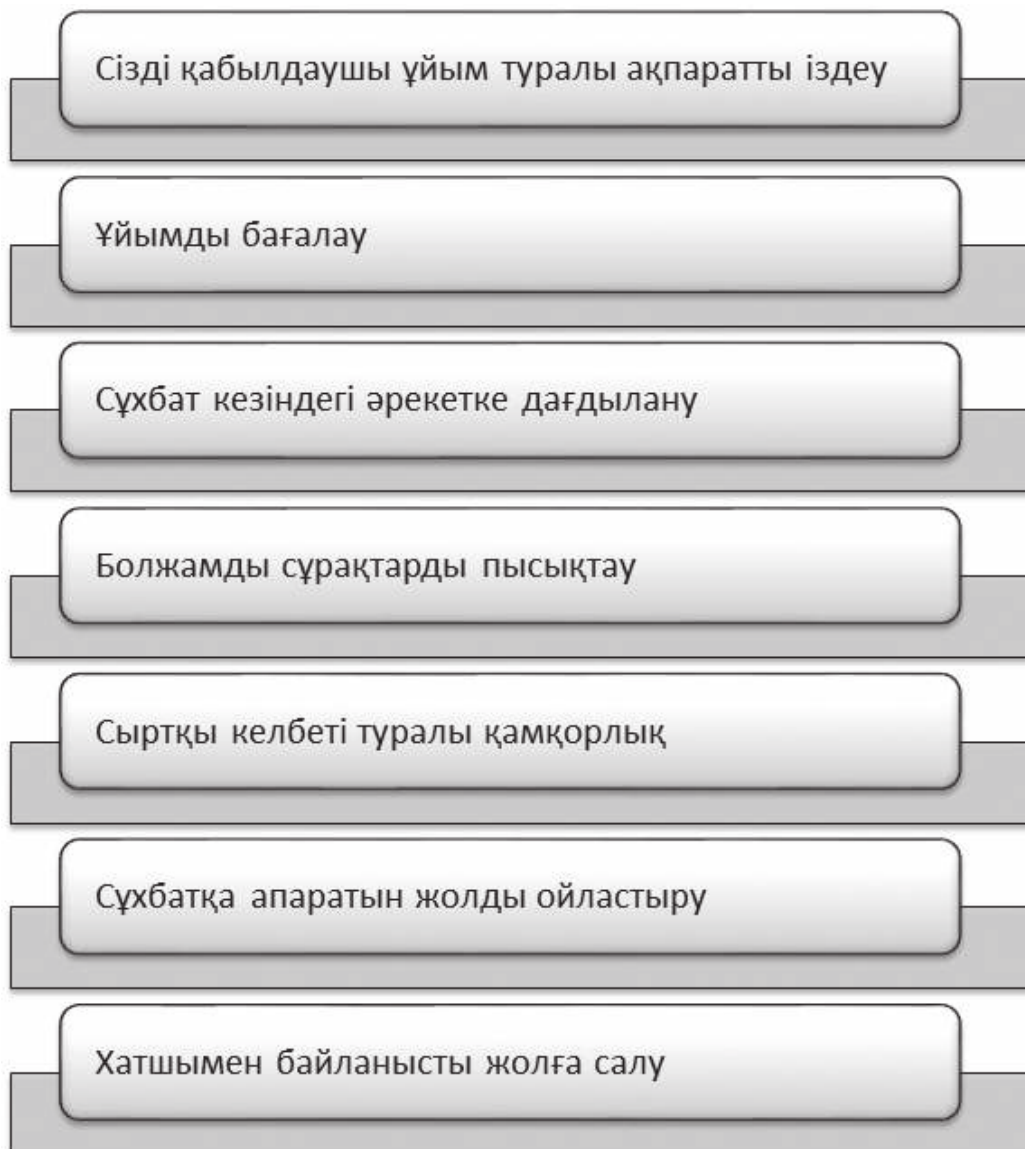 Сізді қабылдаушы ұйым туралы ақпаратты іздеу
Ұйымды бағалау
Сұхбат кезіндегі әрекетке дағдылану
Болжамды сұрақтарды пысықтау
Сыртқы келбеті туралы қамқорлық
Сұхбатқа апаратын жолды ойластыру
Хатшымен байланысты жолға салу